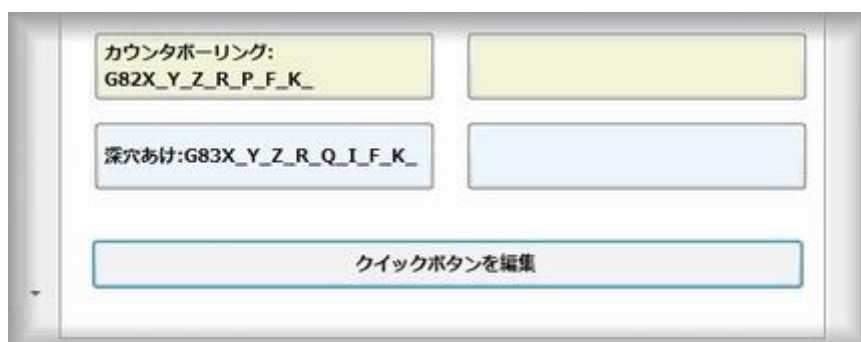 カウンタボーリング:
G82X_Y_Z_R_P_F_K_
深穴あけ:G83X_Y_Z_R_Q_I_F_K_
クイックボタンを編集